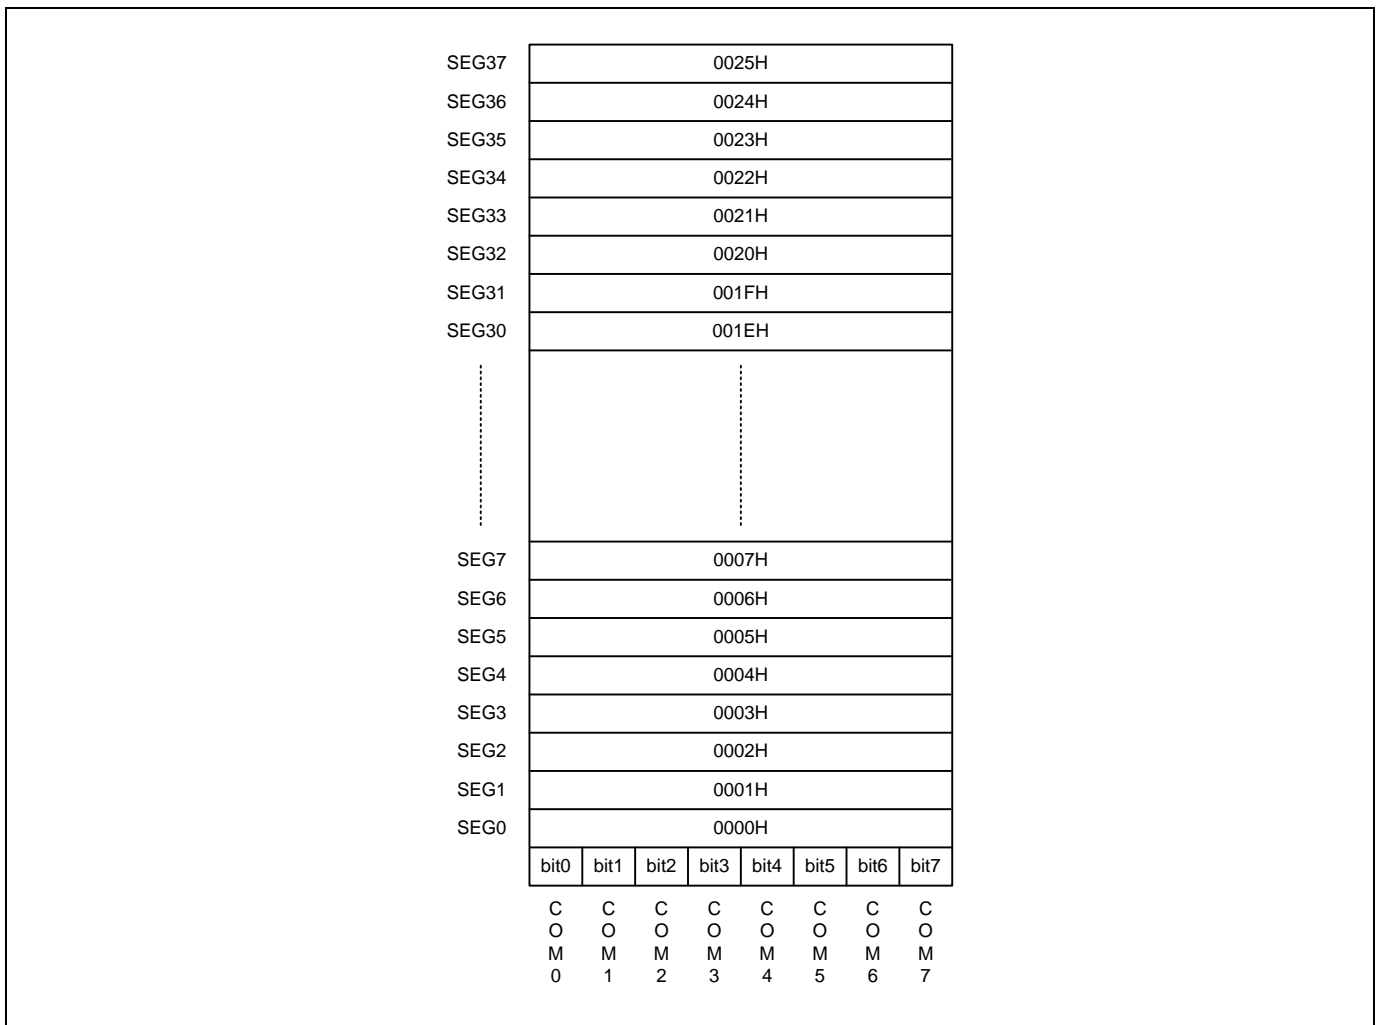 SEG37 0025H
SEG36 0024H
SEG35 0023H
SEG34 0022H
SEG33 0021H
SEG32 0020H
SEG31 001FH
SEG30 001EH
SEG7 0007H
SEG6 0006H
SEG5 0005H
SEG4 0004H
SEG3 0003H
SEG2 0002H
SEG1 0001H
SEG0 0000H
bit0 bit1 bit2 bit3 bit4 bit5 bit6 bit7
C C C C C C C C
O O O O O O O O
M M M M M M M M
0 1 2 3 4 5 6 7